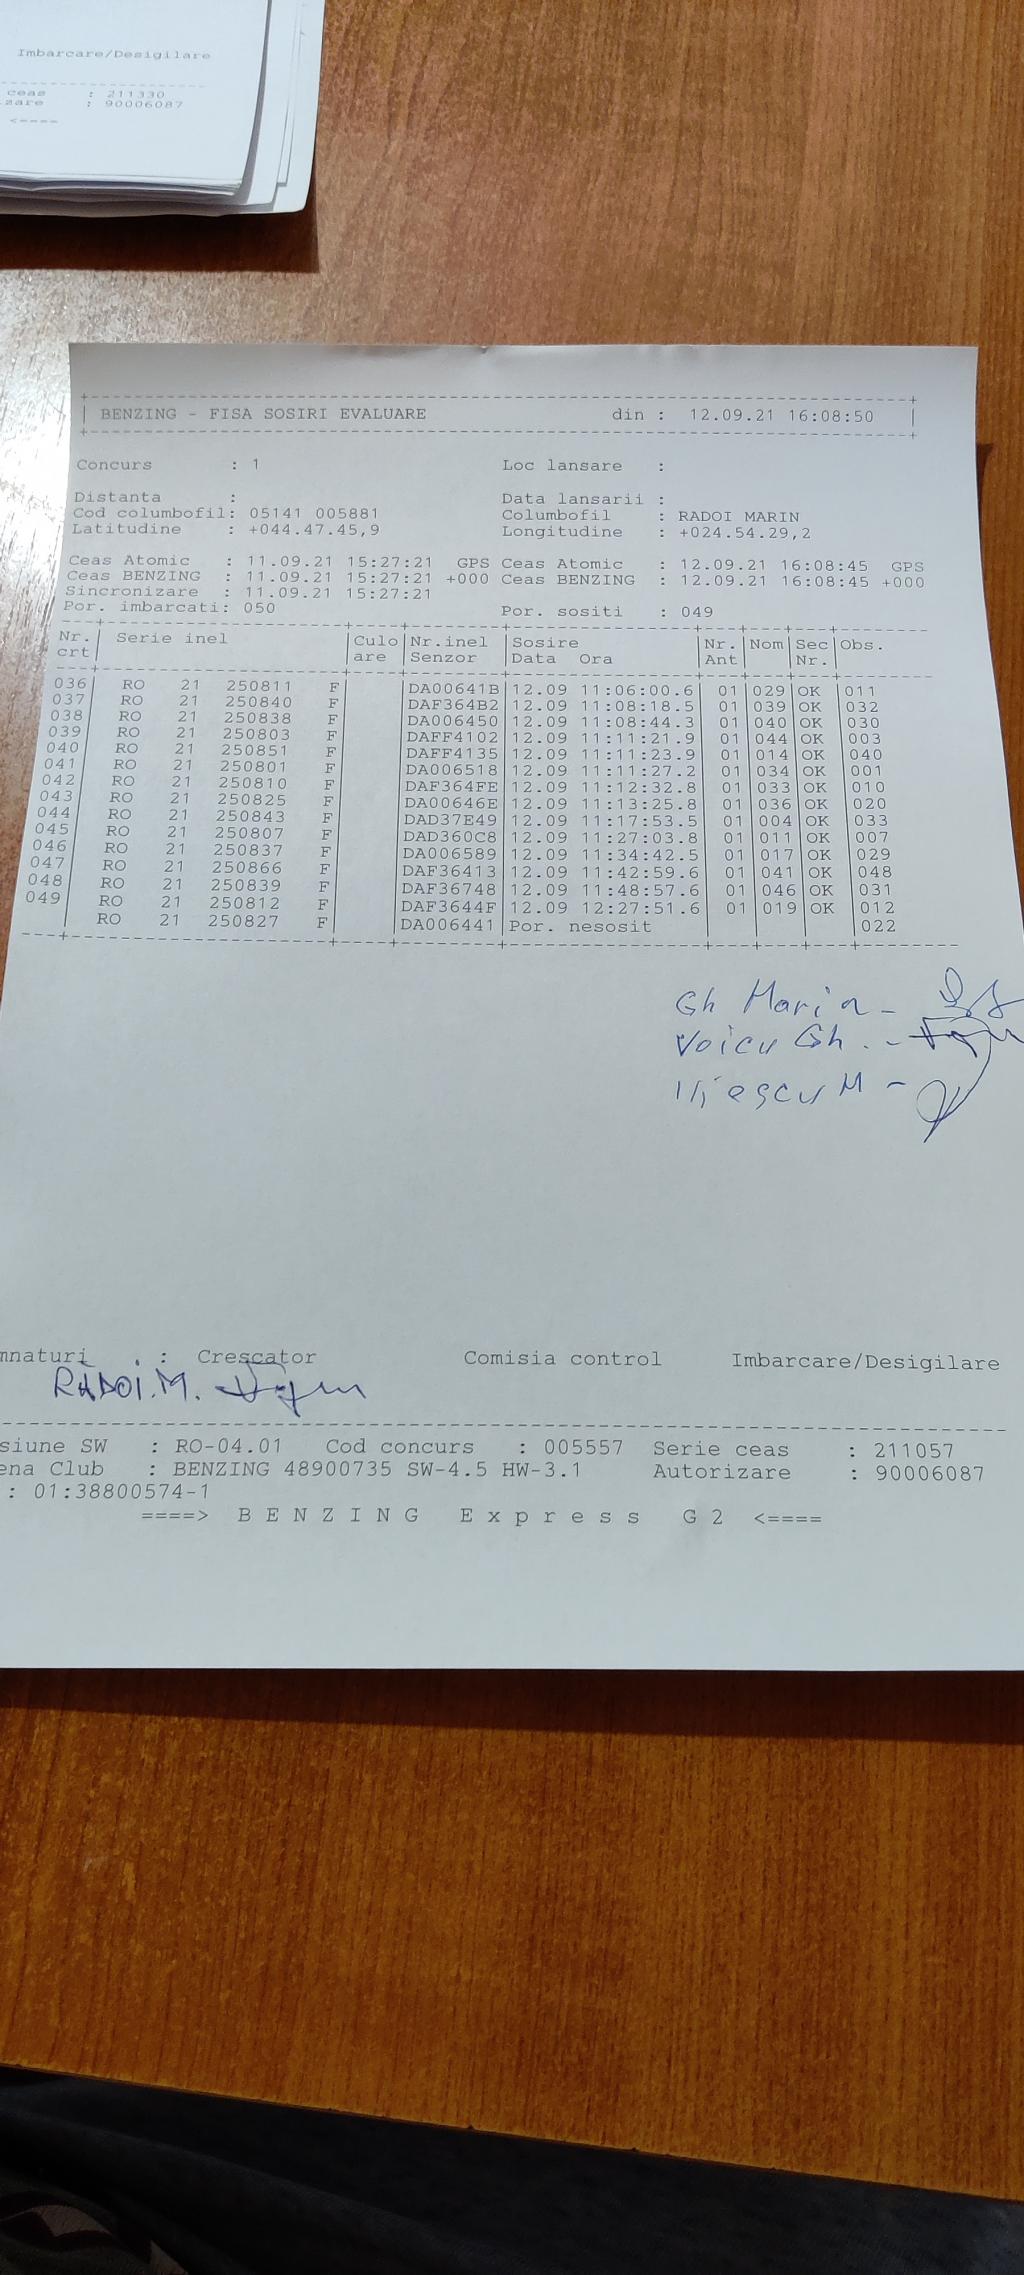 Imbarcare/Desigilare
ceas : 211330
zare : 90006087
<====
BENZING - FISA SOSIRI EVALUARE din : 12.09.21 16:08:50
Concurs : 1 Loc lansare :
Distanta : Data lansarii :
Cod columbofil: 05141 005881 Columbofil : RADOI MARIN
Latitudine : +044.47.45,9 Longitudine : +024.54.29,2
Ceas Atomic : 11.09.21 15:27:21 GPS Ceas Atomic : 12.09.21 16:08:45 GPS
Ceas BENZING : 11.09.21 15:27:21 +000 Ceas BENZING : 12.09.21 16:08:45 +000
Sincronizare : 11.09.21 15:27:21
Por. imbarcati: 050 Por. sositi : 049
Nr. Serie inel Culo Nr.inel Sosire Nr. Nom Sec Obs.
crt are Senzor Data Ora Ant Nr.
036 RO 21 250811 F DA00641B 12.09 11:06:00.6 01 029 OK 011
037 RO 21 250840 F DAF364B2 12.09 11:08:18.5 01 039 OK 032
038 RO 21 250838 F DA006450 12.09 11:08:44.3 01 040 OK 030
039 RO 21 250803 F DAFF4102 12.09 11:11:21.9 01 044 OK 003
040 RO 21 250851 F DAFF4135 12.09 11:11:23.9 01 014 OK 040
041 RO 21 250801 F DA006518 12.09 11:11:27.2 01 034 OK 001
042 RO 21 250810 F DAF364FE 12.09 11:12:32.8 01 033 OK 010
043 RO 21 250825 F DA00646E 12.09 11:13:25.8 01 036 OK 020
044 RO 21 250843 F DAD37E49 12.09 11:17:53.5 01 004 OK 033
045 RO 21 250807 F DAD360C8 12.09 11:27:03.8 01 011 OK 007
046 RO 21 250837 F DA006589 12.09 11:34:42.5 01 017 OK 029
047 RO 21 250866 F DAF36413 12.09 11:42:59.6 01 041 OK 048
048 RO 21 250839 F DAF36748 12.09 11:48:57.6 01 046 OK 031
049 RO 21 250812 F DAF3644F 12.09 12:27:51.6 01 019 OK 012
RO 21 250827 F DA006441 Por. nesosit 022
Gh Marin -
Voicu Gh. -
Iliescu M -
mnaturi : Crescator Comisia control Imbarcare/Desigilare
RADOI.M.
siune SW : RO-04.01 Cod concurs : 005557 Serie ceas : 211057
ena Club : BENZING 48900735 SW-4.5 HW-3.1 Autorizare : 90006087
: 01:38800574-1
====> BENZING Express G2 <====